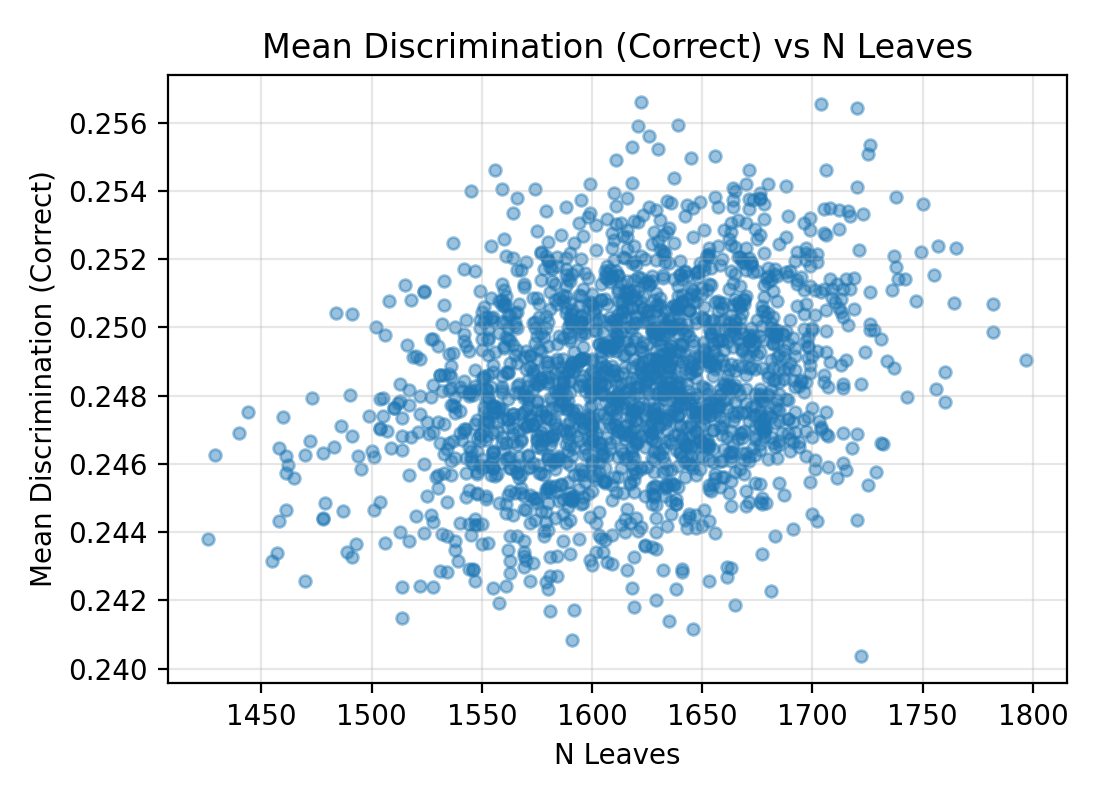 Mean Discrimination (Correct) vs N Leaves
Mean Discrimination (Correct)
0.256
0.254
0.252
0.250
0.248
0.246
0.244
0.242
0.240
1450 1500 1550 1600 1650 1700 1750 1800
N Leaves